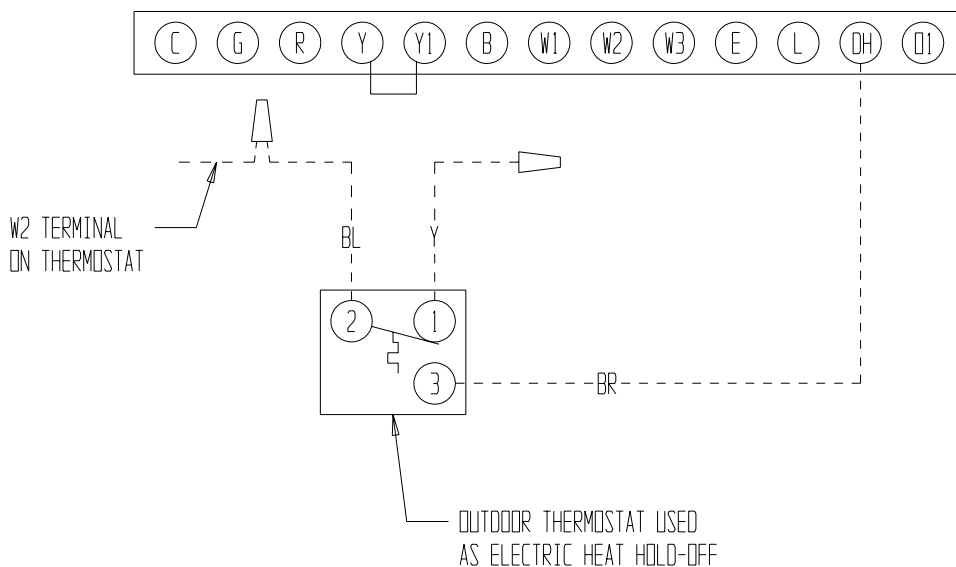 C G R Y Y1 B W1 W2 W3 E L DH O1
W2 TERMINAL
ON THERMOSTAT
BL
Y
2
1
3
BR
OUTDOOR THERMOSTAT USED
AS ELECTRIC HEAT HOLD-OFF